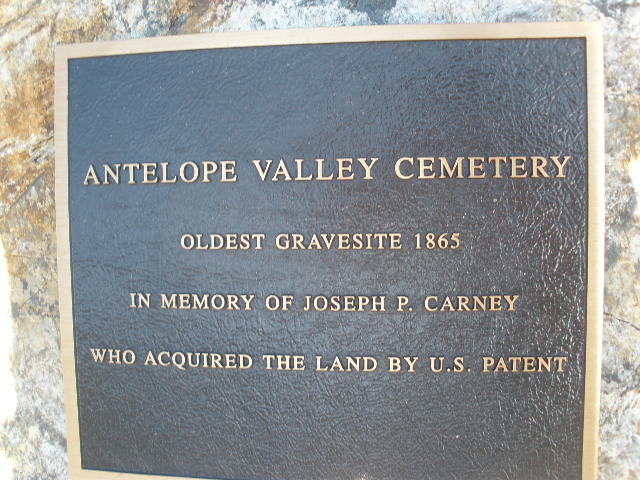 ANTELOPE VALLEY CEMETERY
OLDEST GRAVESITE 1865
IN MEMORY OF JOSEPH P. CARNEY
WHO ACQUIRED THE LAND BY U.S. PATENT